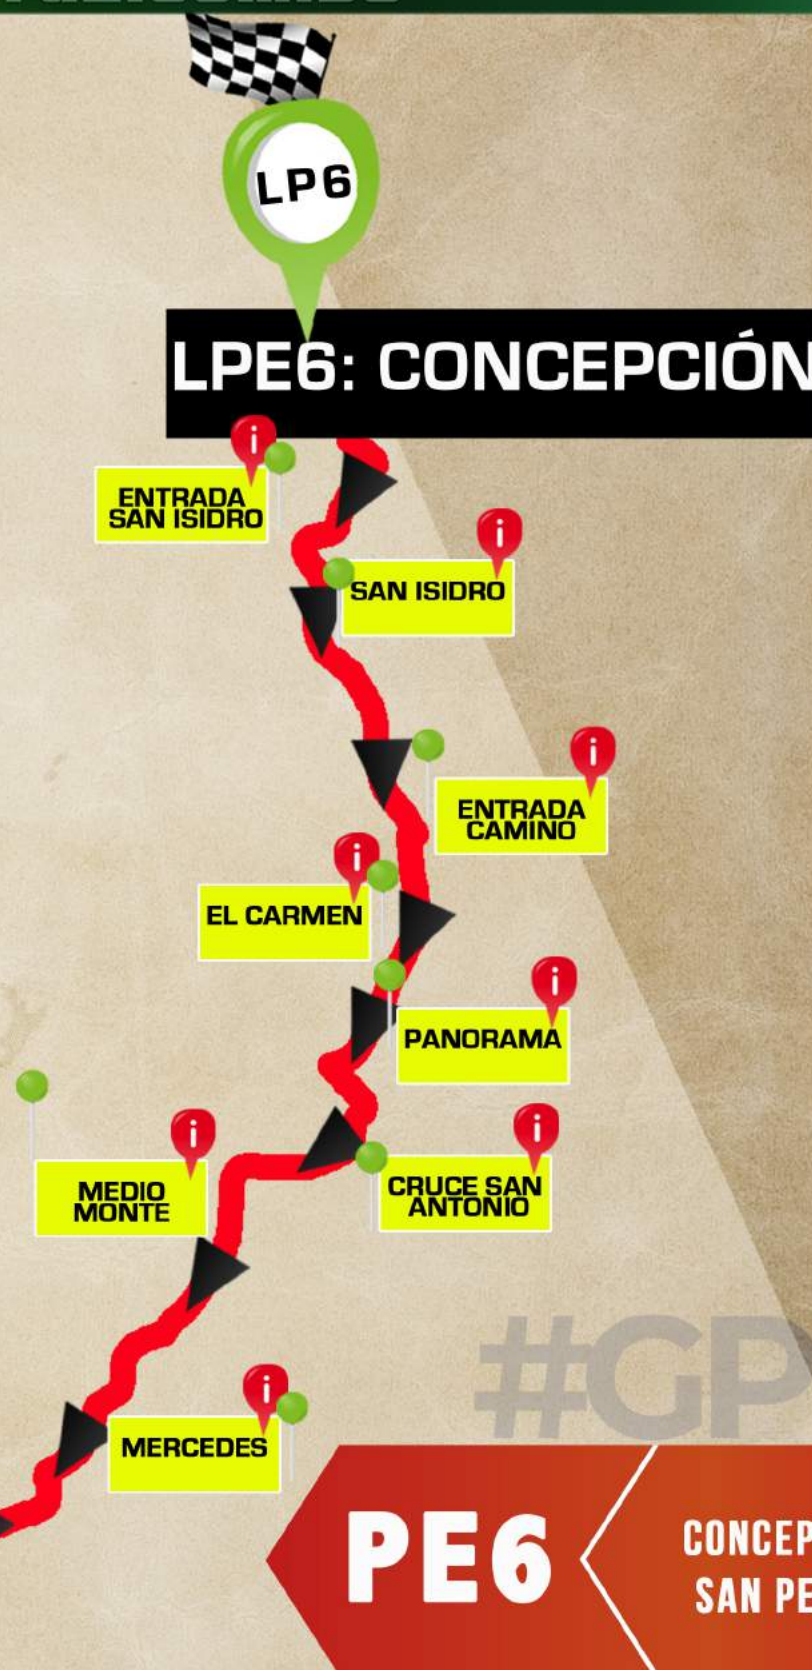 LP6
LPE6: CONCEPCIÓN
ENTRADA
SAN ISIDRO
SAN ISIDRO
ENTRADA
CAMINO
EL CARMEN
PANORAMA
MEDIO
MONTE
CRUCE SAN
ANTONIO
#GP
MERCEDES
PE6
CONCEP
SAN PE